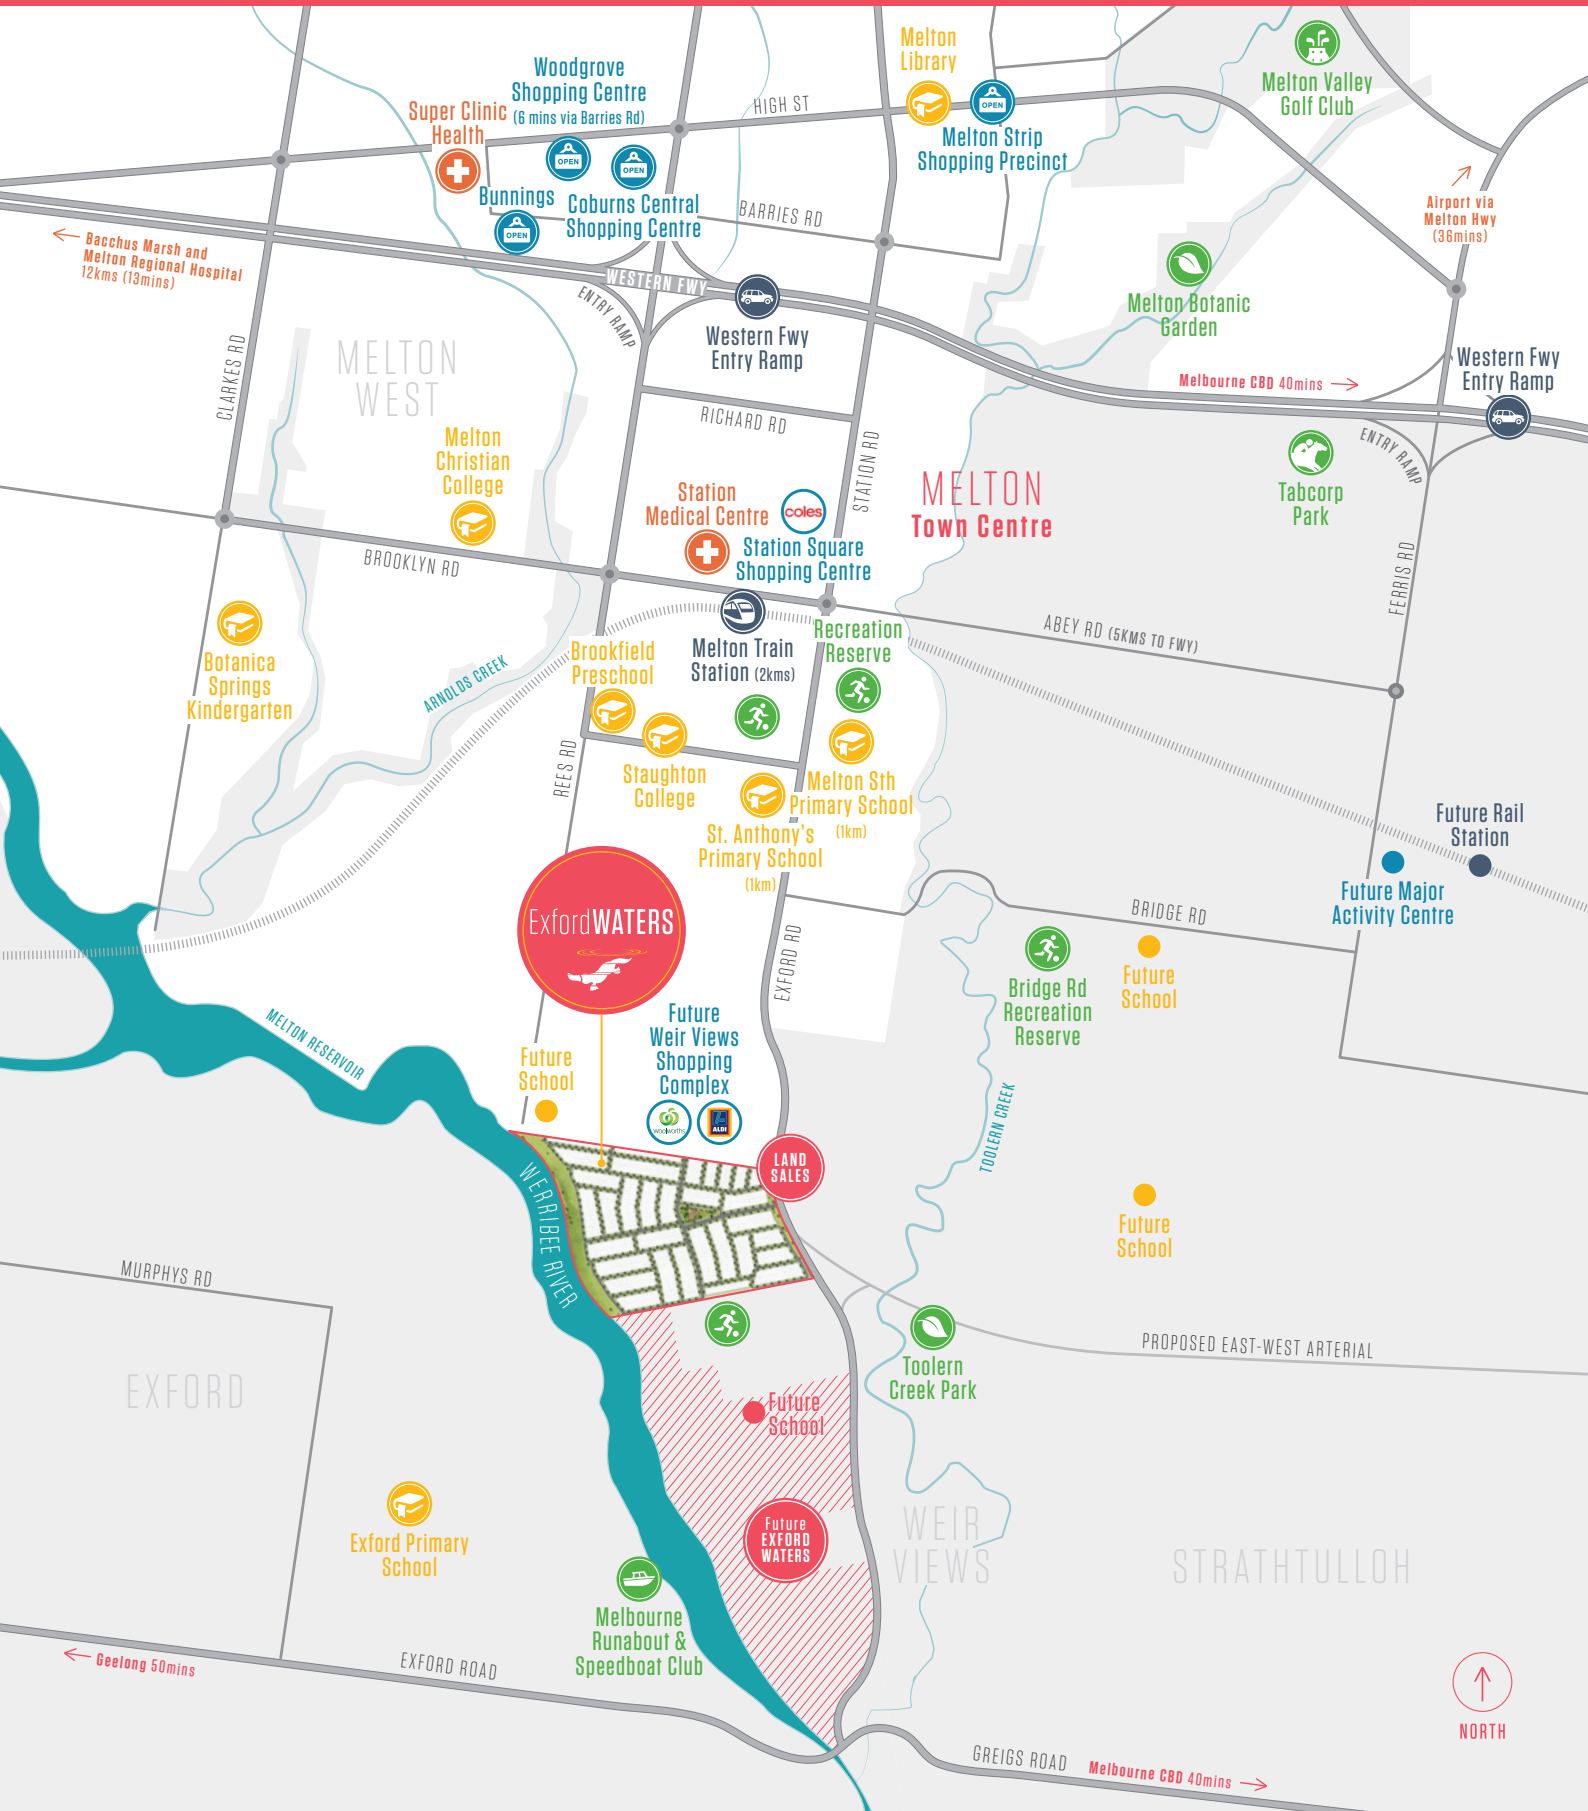 Melton
Library
Melton Valley
Golf Club
Woodgrove
Shopping Centre
(6 mins via Barries Rd)
Super Clinic
Health
HIGH ST
OPEN
Melton Strip
Shopping Precinct
OPEN
OPEN
Bunnings
OPEN
Coburns Central
Shopping Centre
BARRIES RD
Airport via
Melton Hwy
(36mins)
Bacchus Marsh and
Melton Regional Hospital
12kms (13mins)
WESTERN FWY
ENTRY RAMP
Western Fwy
Entry Ramp
Melton Botanic
Garden
CLARKES RD
MELTON
WEST
Melbourne CBD 40mins
Western Fwy
Entry Ramp
RICHARD RD
STATION RD
ENTRY RAMP
Melton
Christian
College
MELTON
Town Centre
Tabcorp
Park
Station
Medical Centre
coles
Station Square
Shopping Centre
BROOKLYN RD
FERRIS RD
ABEY RD (5KMS TO FWY)
Botanica
Springs
Kindergarten
ARNOLDS CREEK
Brookfield
Preschool
Melton Train
Station (2kms)
Recreation
Reserve
REES RD
Staughton
College
Melton Sth
Primary School
(1km)
St. Anthony's
Primary School
(1km)
Future Rail
Station
Future Major
Activity Centre
ExfordWATERS
EXFORD RD
BRIDGE RD
Bridge Rd
Recreation
Reserve
Future
School
MELTON RESERVOIR
Future
School
Future
Weir Views
Shopping
Complex
woolworths
ALDI
TOOLERN CREEK
LAND
SALES
WERRIBEE RIVER
Future
School
MURPHYS RD
EXFORD
Toolern
Creek Park
PROPOSED EAST-WEST ARTERIAL
Future
School
Exford Primary
School
Future
EXFORD
WATERS
WEIR
VIEWS
STRATHTULLOH
Melbourne
Runabout &
Speedboat Club
Geelong 50mins
EXFORD ROAD
NORTH
GREIGS ROAD
Melbourne CBD 40mins